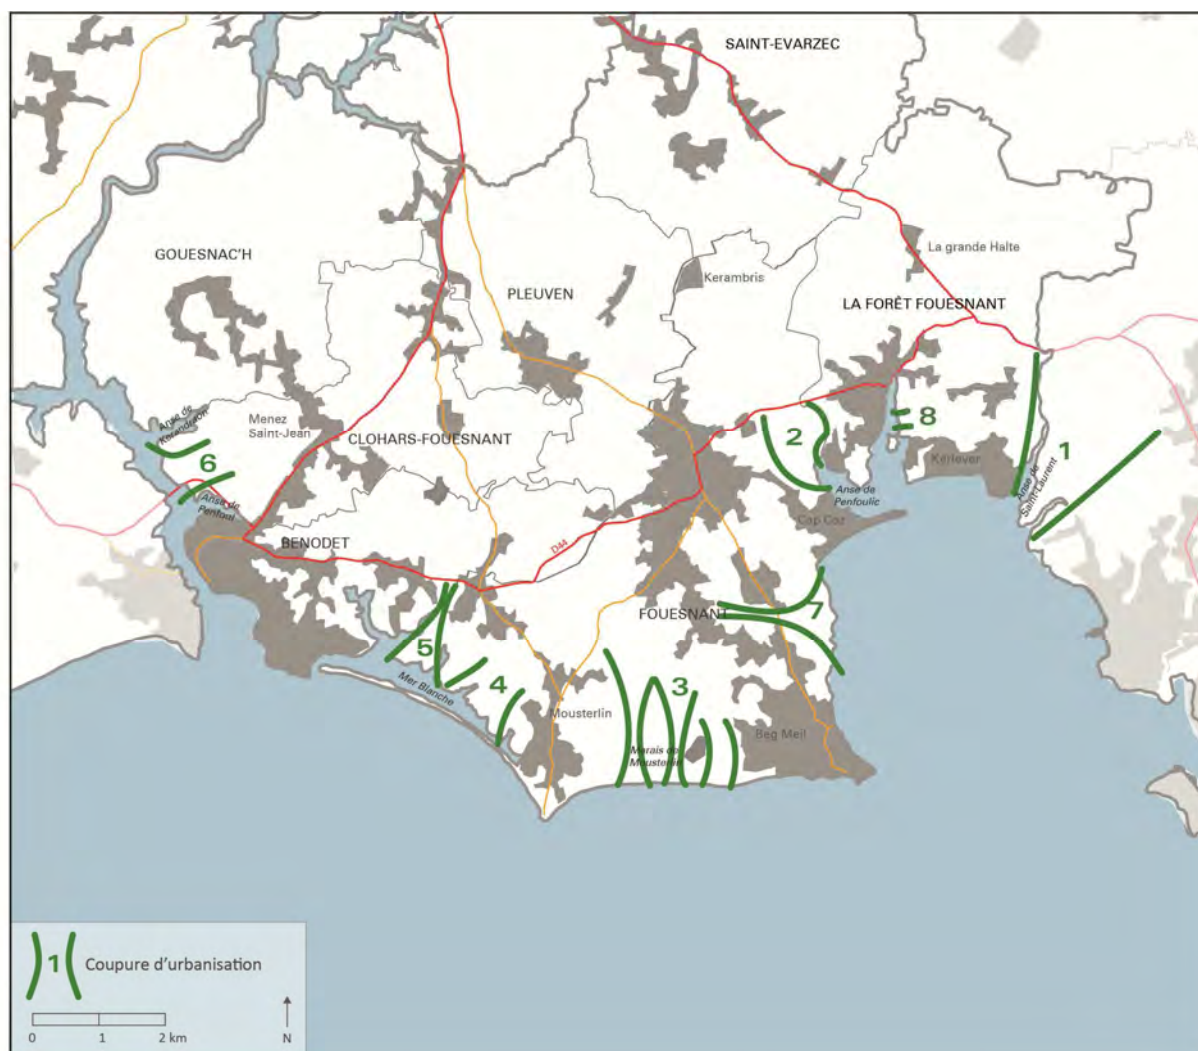 SAINT-EVARZEC
GOUESNAC'H
La grande Halte
Kerambris
PLEUVEN
LA FORÊT FOUESNANT
Anse de
Kerandraon
Menez
Saint-Jean
CLOHARS-FOUESNANT
8
2
1
Kerlever
6
Anse de
Penfoul
Anse de
Penfoulic
Anse de
Saint-Laurent
Cap Coz
BENODET
D44
FOUESNANT
7
5
4
3
Mer Blanche
Mousterlin
Marais de
Mousterlin
Beg Meil
1
Coupure d'urbanisation
0 1 2 km
N